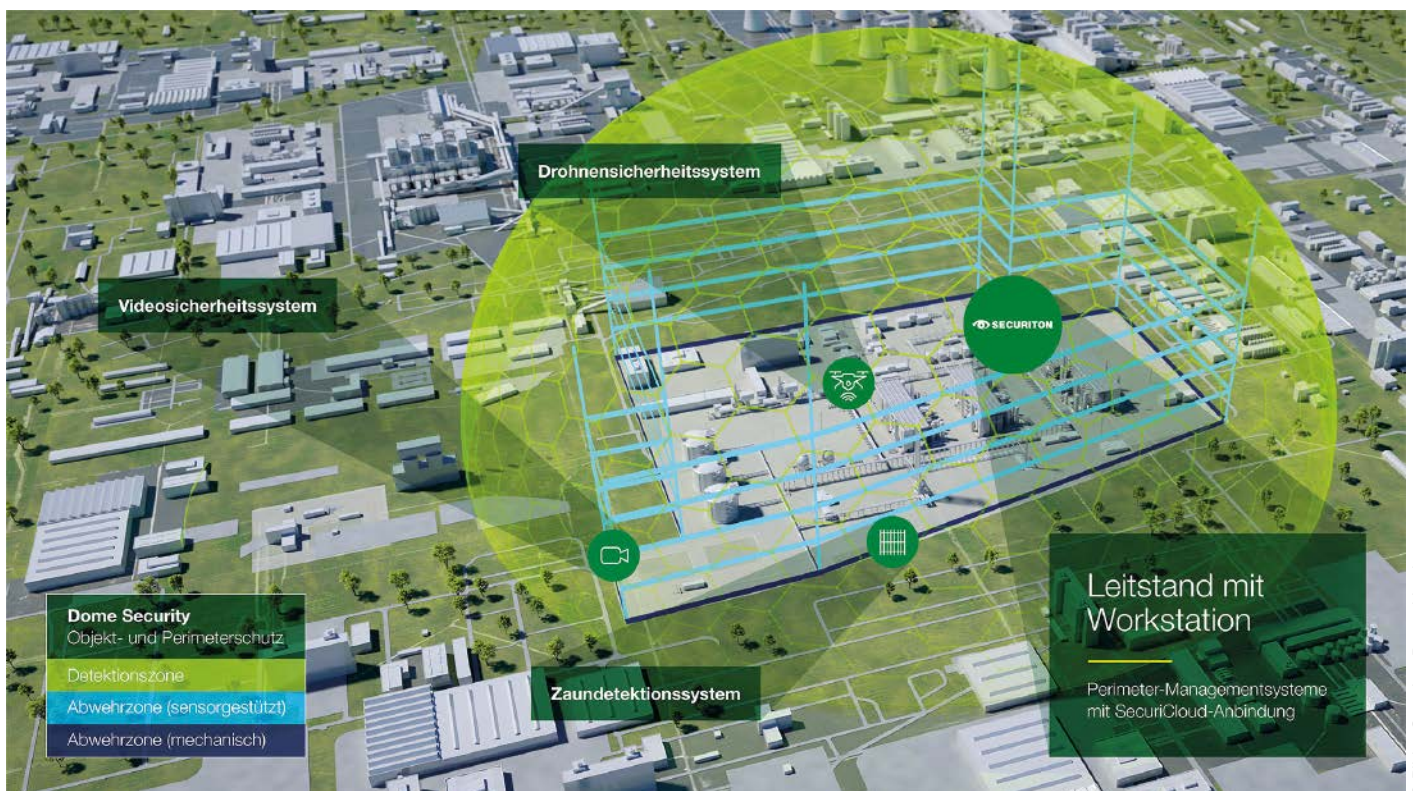 Drohnensicherheitssystem
Videosicherheitssystem
SECURITON
Leitstand mit
Workstation
Perimeter-Managementsysteme
mit SecuriCloud-Anbindung
Dome Security
Objekt- und Perimeterschutz
Detektionszone
Abwehrzone (sensorgestützt)
Abwehrzone (mechanisch)
Zaundetektionssystem